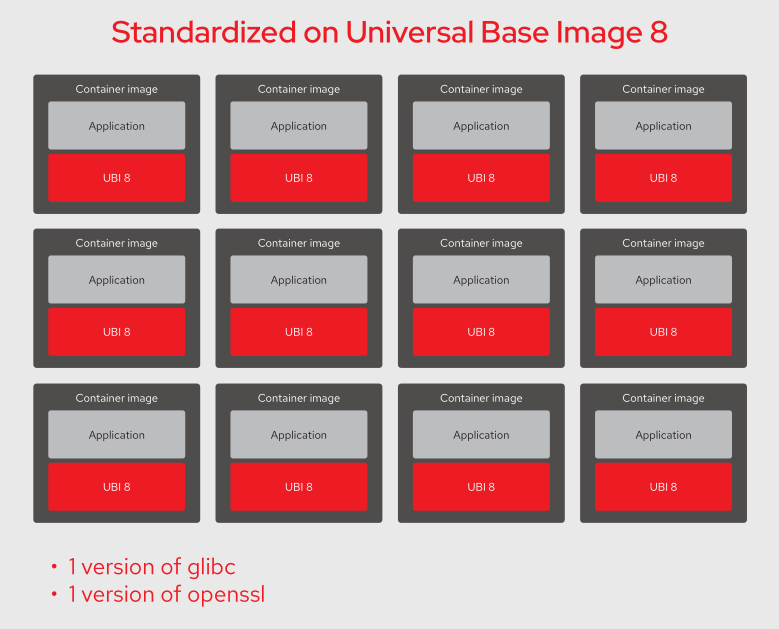 Standardized on Universal Base Image 8
Container image Container image Container image Container image
Application Application Application Application
UBI 8 UBI 8 UBI 8 UBI 8
Container image Container image Container image Container image
Application Application Application Application
UBI 8 UBI 8 UBI 8 UBI 8
Container image Container image Container image Container image
Application Application Application Application
UBI 8 UBI 8 UBI 8 UBI 8
• 1 version of glibc
• 1 version of openssl